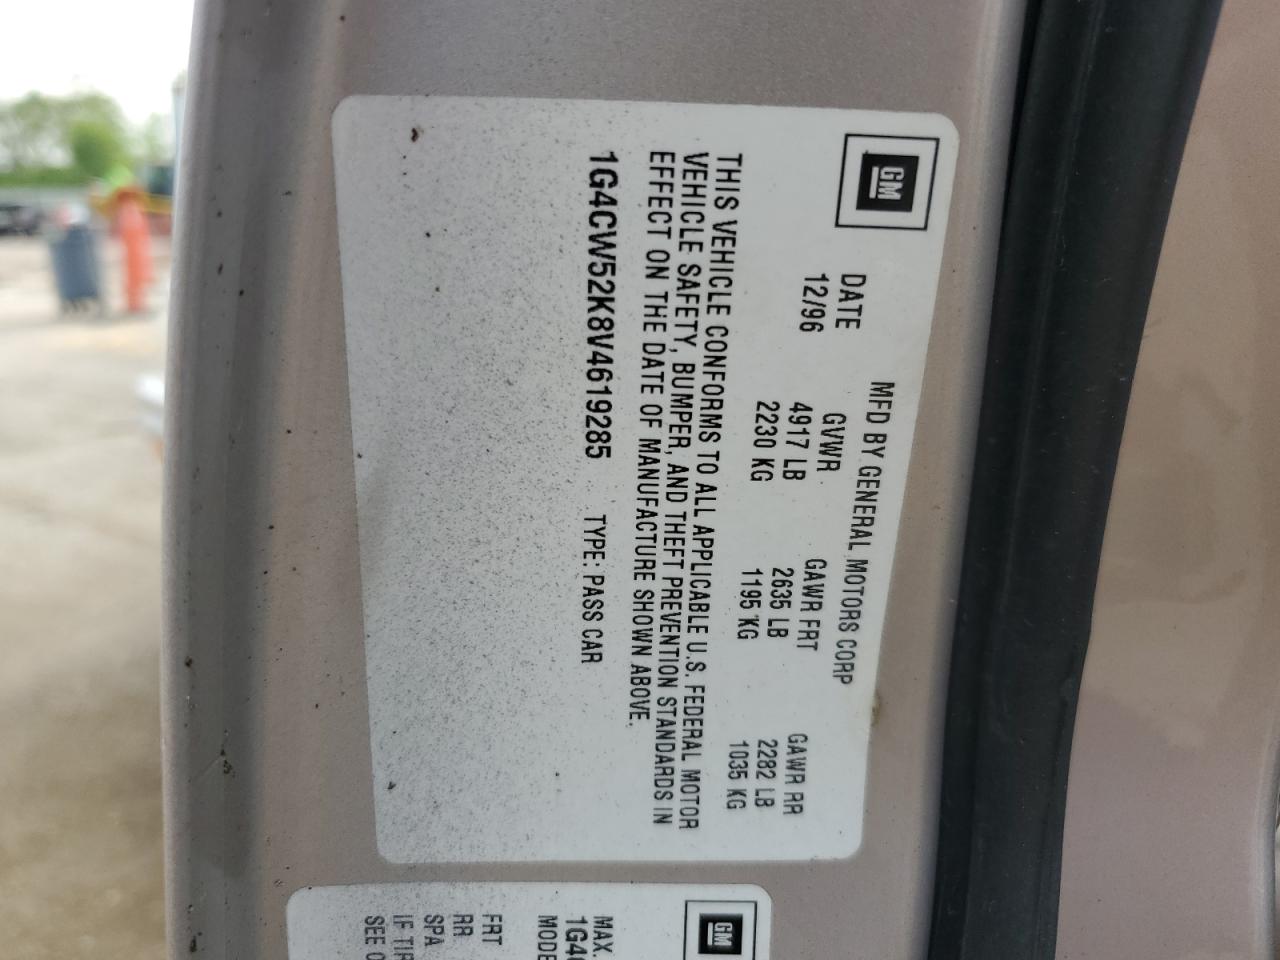 GM
MFD BY GENERAL MOTORS CORP
DATE GVWR GAWR FRT GAWR RR
12/96 4917 LB 2635 LB 2282 LB
2230 KG 1195 KG 1035 KG
THIS VEHICLE CONFORMS TO ALL APPLICABLE U.S. FEDERAL MOTOR
VEHICLE SAFETY, BUMPER, AND THEFT PREVENTION STANDARDS IN
EFFECT ON THE DATE OF MANUFACTURE SHOWN ABOVE.
1G4CW52K8V4619285 TYPE: PASS CAR
GM
MAX.
FRT
RR
SPA
SEE